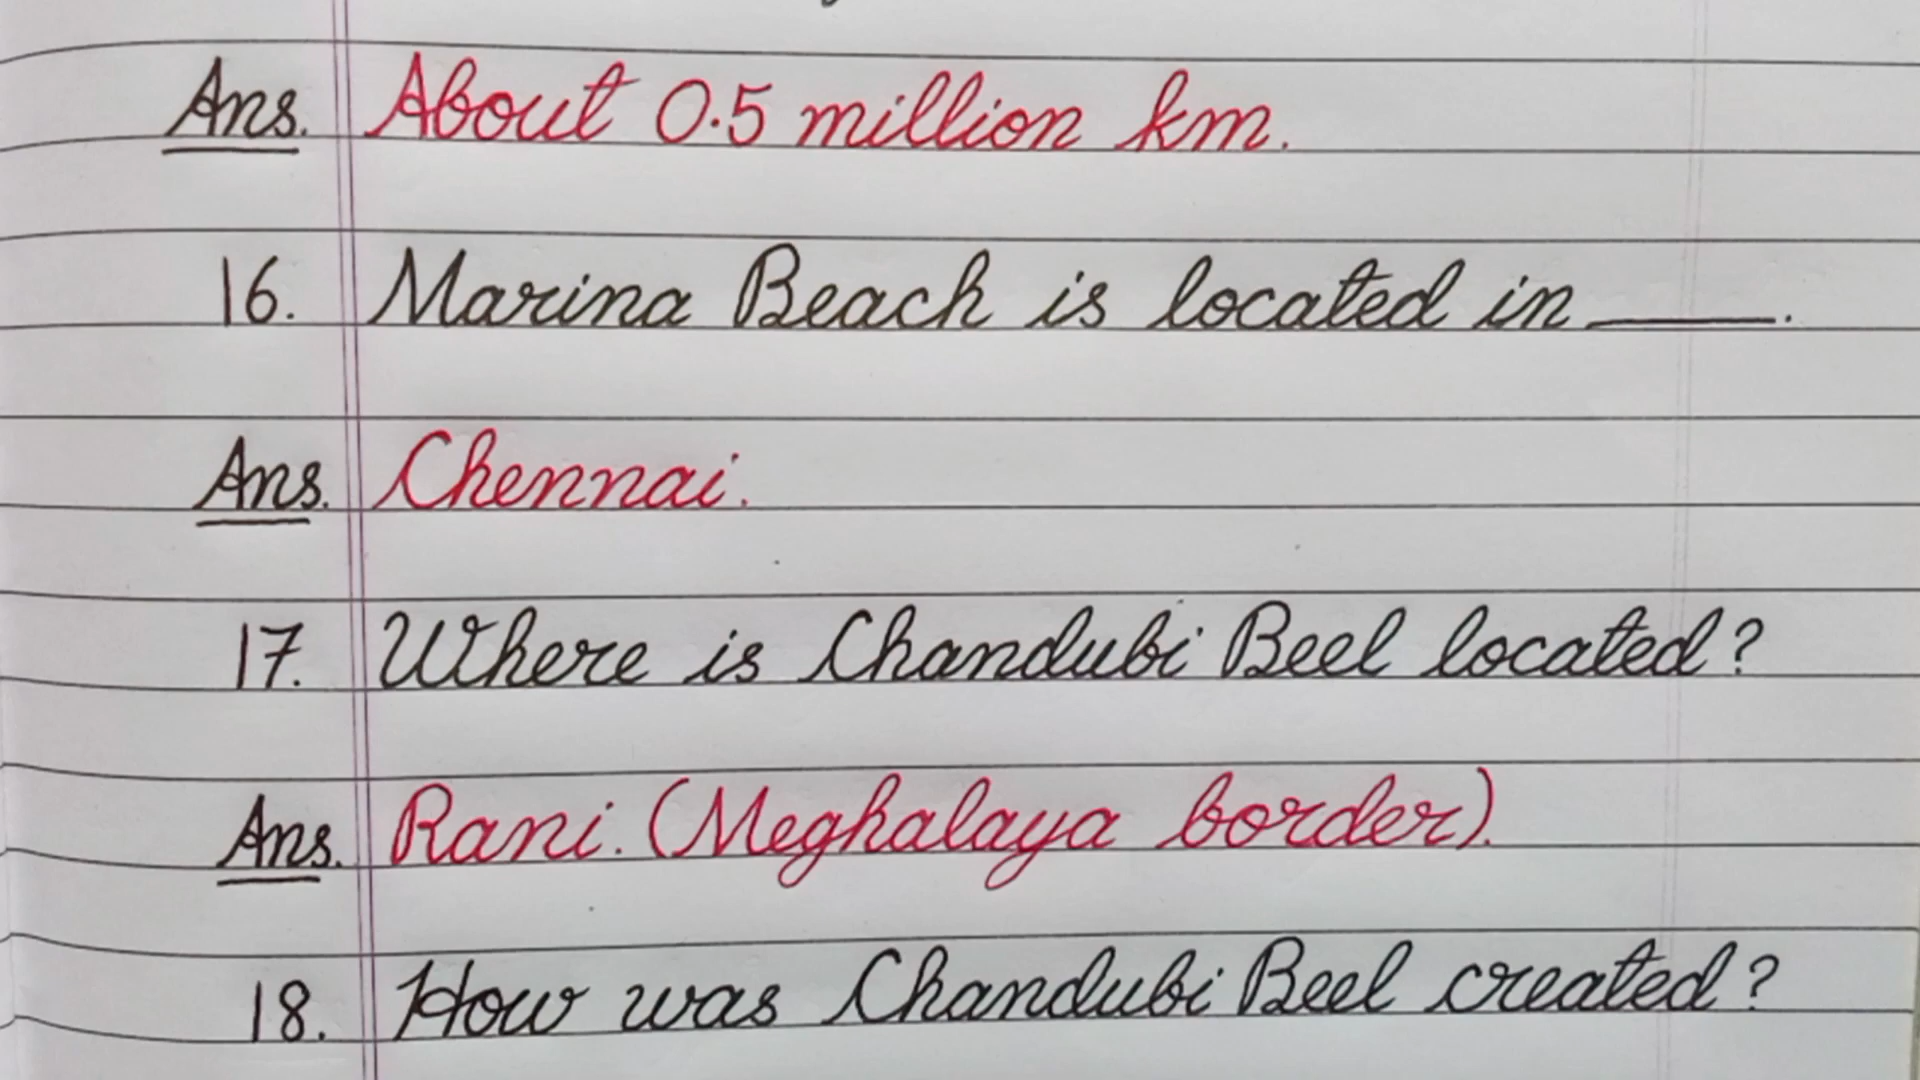 Ans. About 0.5 million km.
16. Marina Beach is located in ____.
Ans. Chennai.
17. Where is Chandubi Beel located?
Ans. Rani. (Meghalaya border).
18. How was Chandubi Beel created?